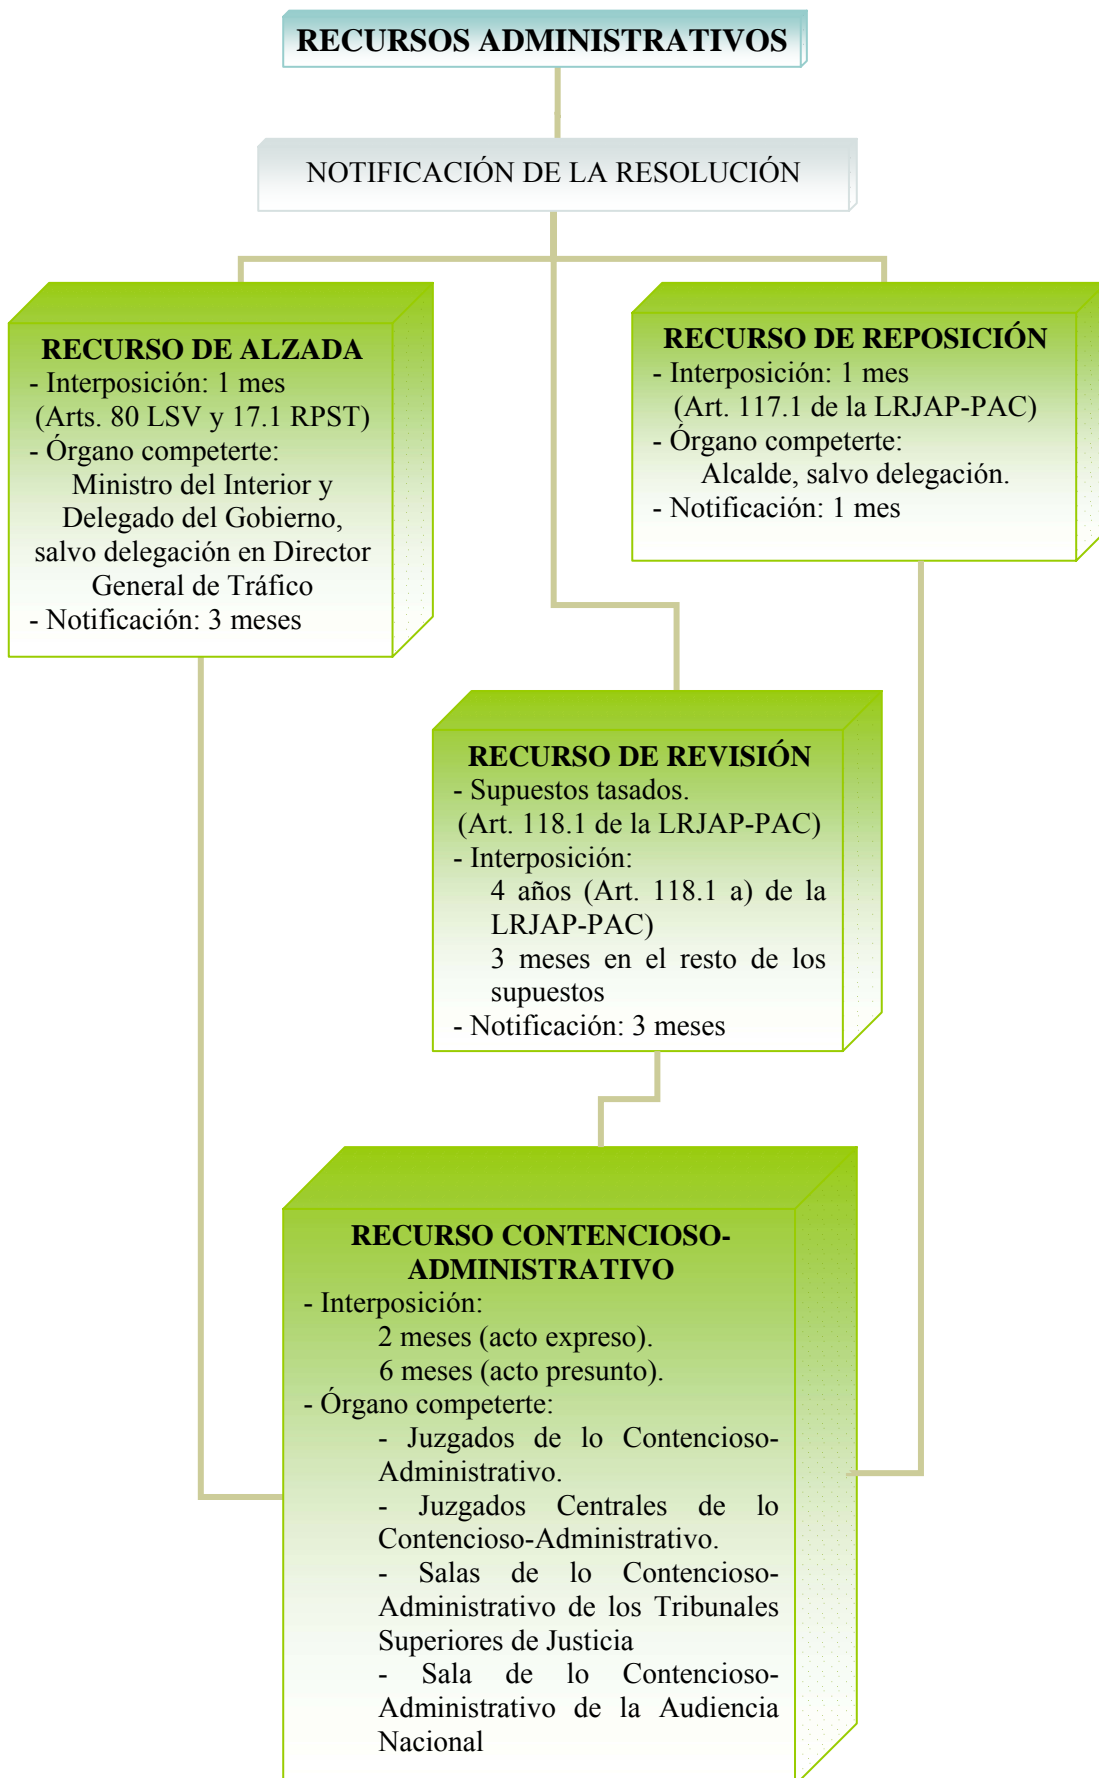 RECURSOS ADMINISTRATIVOS
NOTIFICACIÓN DE LA RESOLUCIÓN
RECURSO DE ALZADA
- Interposición: 1 mes
(Arts. 80 LSV y 17.1 RPST)
- Órgano competerte:
Ministro del Interior y
Delegado del Gobierno,
salvo delegación en Director
General de Tráfico
- Notificación: 3 meses
RECURSO DE REPOSICIÓN
- Interposición: 1 mes
(Art. 117.1 de la LRJAP-PAC)
- Órgano competerte:
Alcalde, salvo delegación.
- Notificación: 1 mes
RECURSO DE REVISIÓN
- Supuestos tasados.
(Art. 118.1 de la LRJAP-PAC)
- Interposición:
4 años (Art. 118.1 a) de la
LRJAP-PAC)
3 meses en el resto de los
supuestos
- Notificación: 3 meses
RECURSO CONTENCIOSO-
ADMINISTRATIVO
- Interposición:
2 meses (acto expreso).
6 meses (acto presunto).
- Órgano competerte:
- Juzgados de lo Contencioso-
Administrativo.
- Juzgados Centrales de lo
Contencioso-Administrativo.
- Salas de lo Contencioso-
Administrativo de los Tribunales
Superiores de Justicia
- Sala de lo Contencioso-
Administrativo de la Audiencia
Nacional